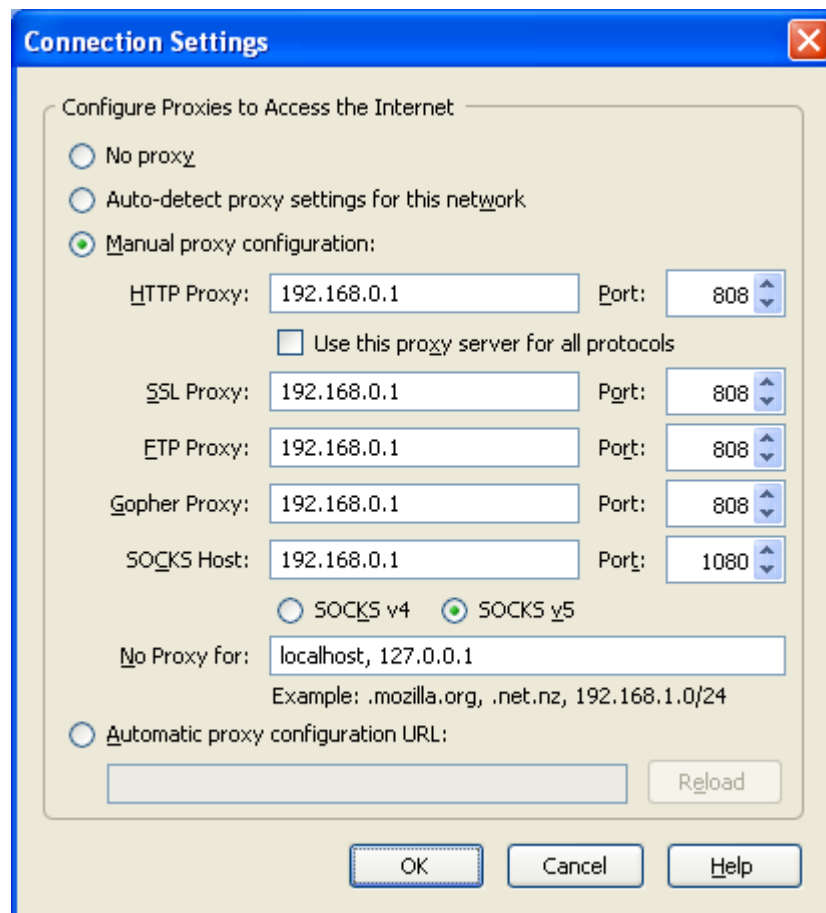 Connection Settings
Configure Proxies to Access the Internet
No proxy
Auto-detect proxy settings for this network
Manual proxy configuration:
HTTP Proxy: 192.168.0.1 Port: 808
Use this proxy server for all protocols
SSL Proxy: 192.168.0.1 Port: 808
FTP Proxy: 192.168.0.1 Port: 808
Gopher Proxy: 192.168.0.1 Port: 808
SOCKS Host: 192.168.0.1 Port: 1080
SOCKS v4 SOCKS v5
No Proxy for: localhost, 127.0.0.1
Example: .mozilla.org, .net.nz, 192.168.1.0/24
Automatic proxy configuration URL:
Reload
OK Cancel Help